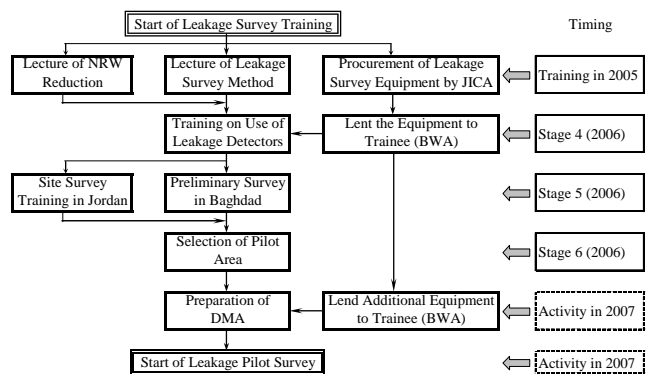 Start of Leakage Survey Training
Timing
Lecture of NRW
Reduction
Lecture of Leakage
Survey Method
Procurement of Leakage
Survey Equipment by JICA
Training in 2005
Training on Use of
Leakage Detectors
Lent the Equipment to
Trainee (BWA)
Stage 4 (2006)
Site Survey
Training in Jordan
Preliminary Survey
in Baghdad
Stage 5 (2006)
Selection of Pilot
Area
Stage 6 (2006)
Preparation of
DMA
Lend Additional Equipment
to Trainee (BWA)
Activity in 2007
Start of Leakage Pilot Survey
Activity in 2007